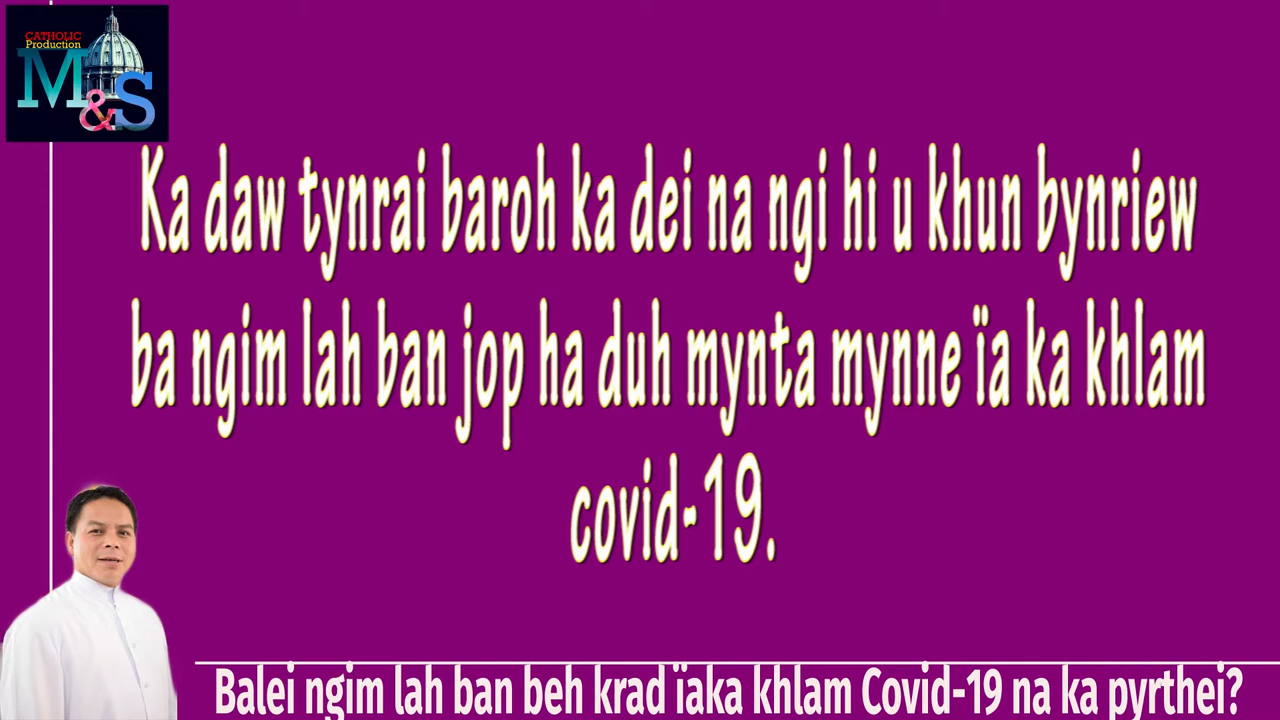 CATHOLIC
Production
M&S
Ka daw tynrai baroh ka dei na ngi hi u khun bynriew
ba ngim lah ban jop ha duh mynta mynne ïa ka khlam
covid-19.
Balei ngim lah ban beh krad ïaka khlam Covid-19 na ka pyrthei?